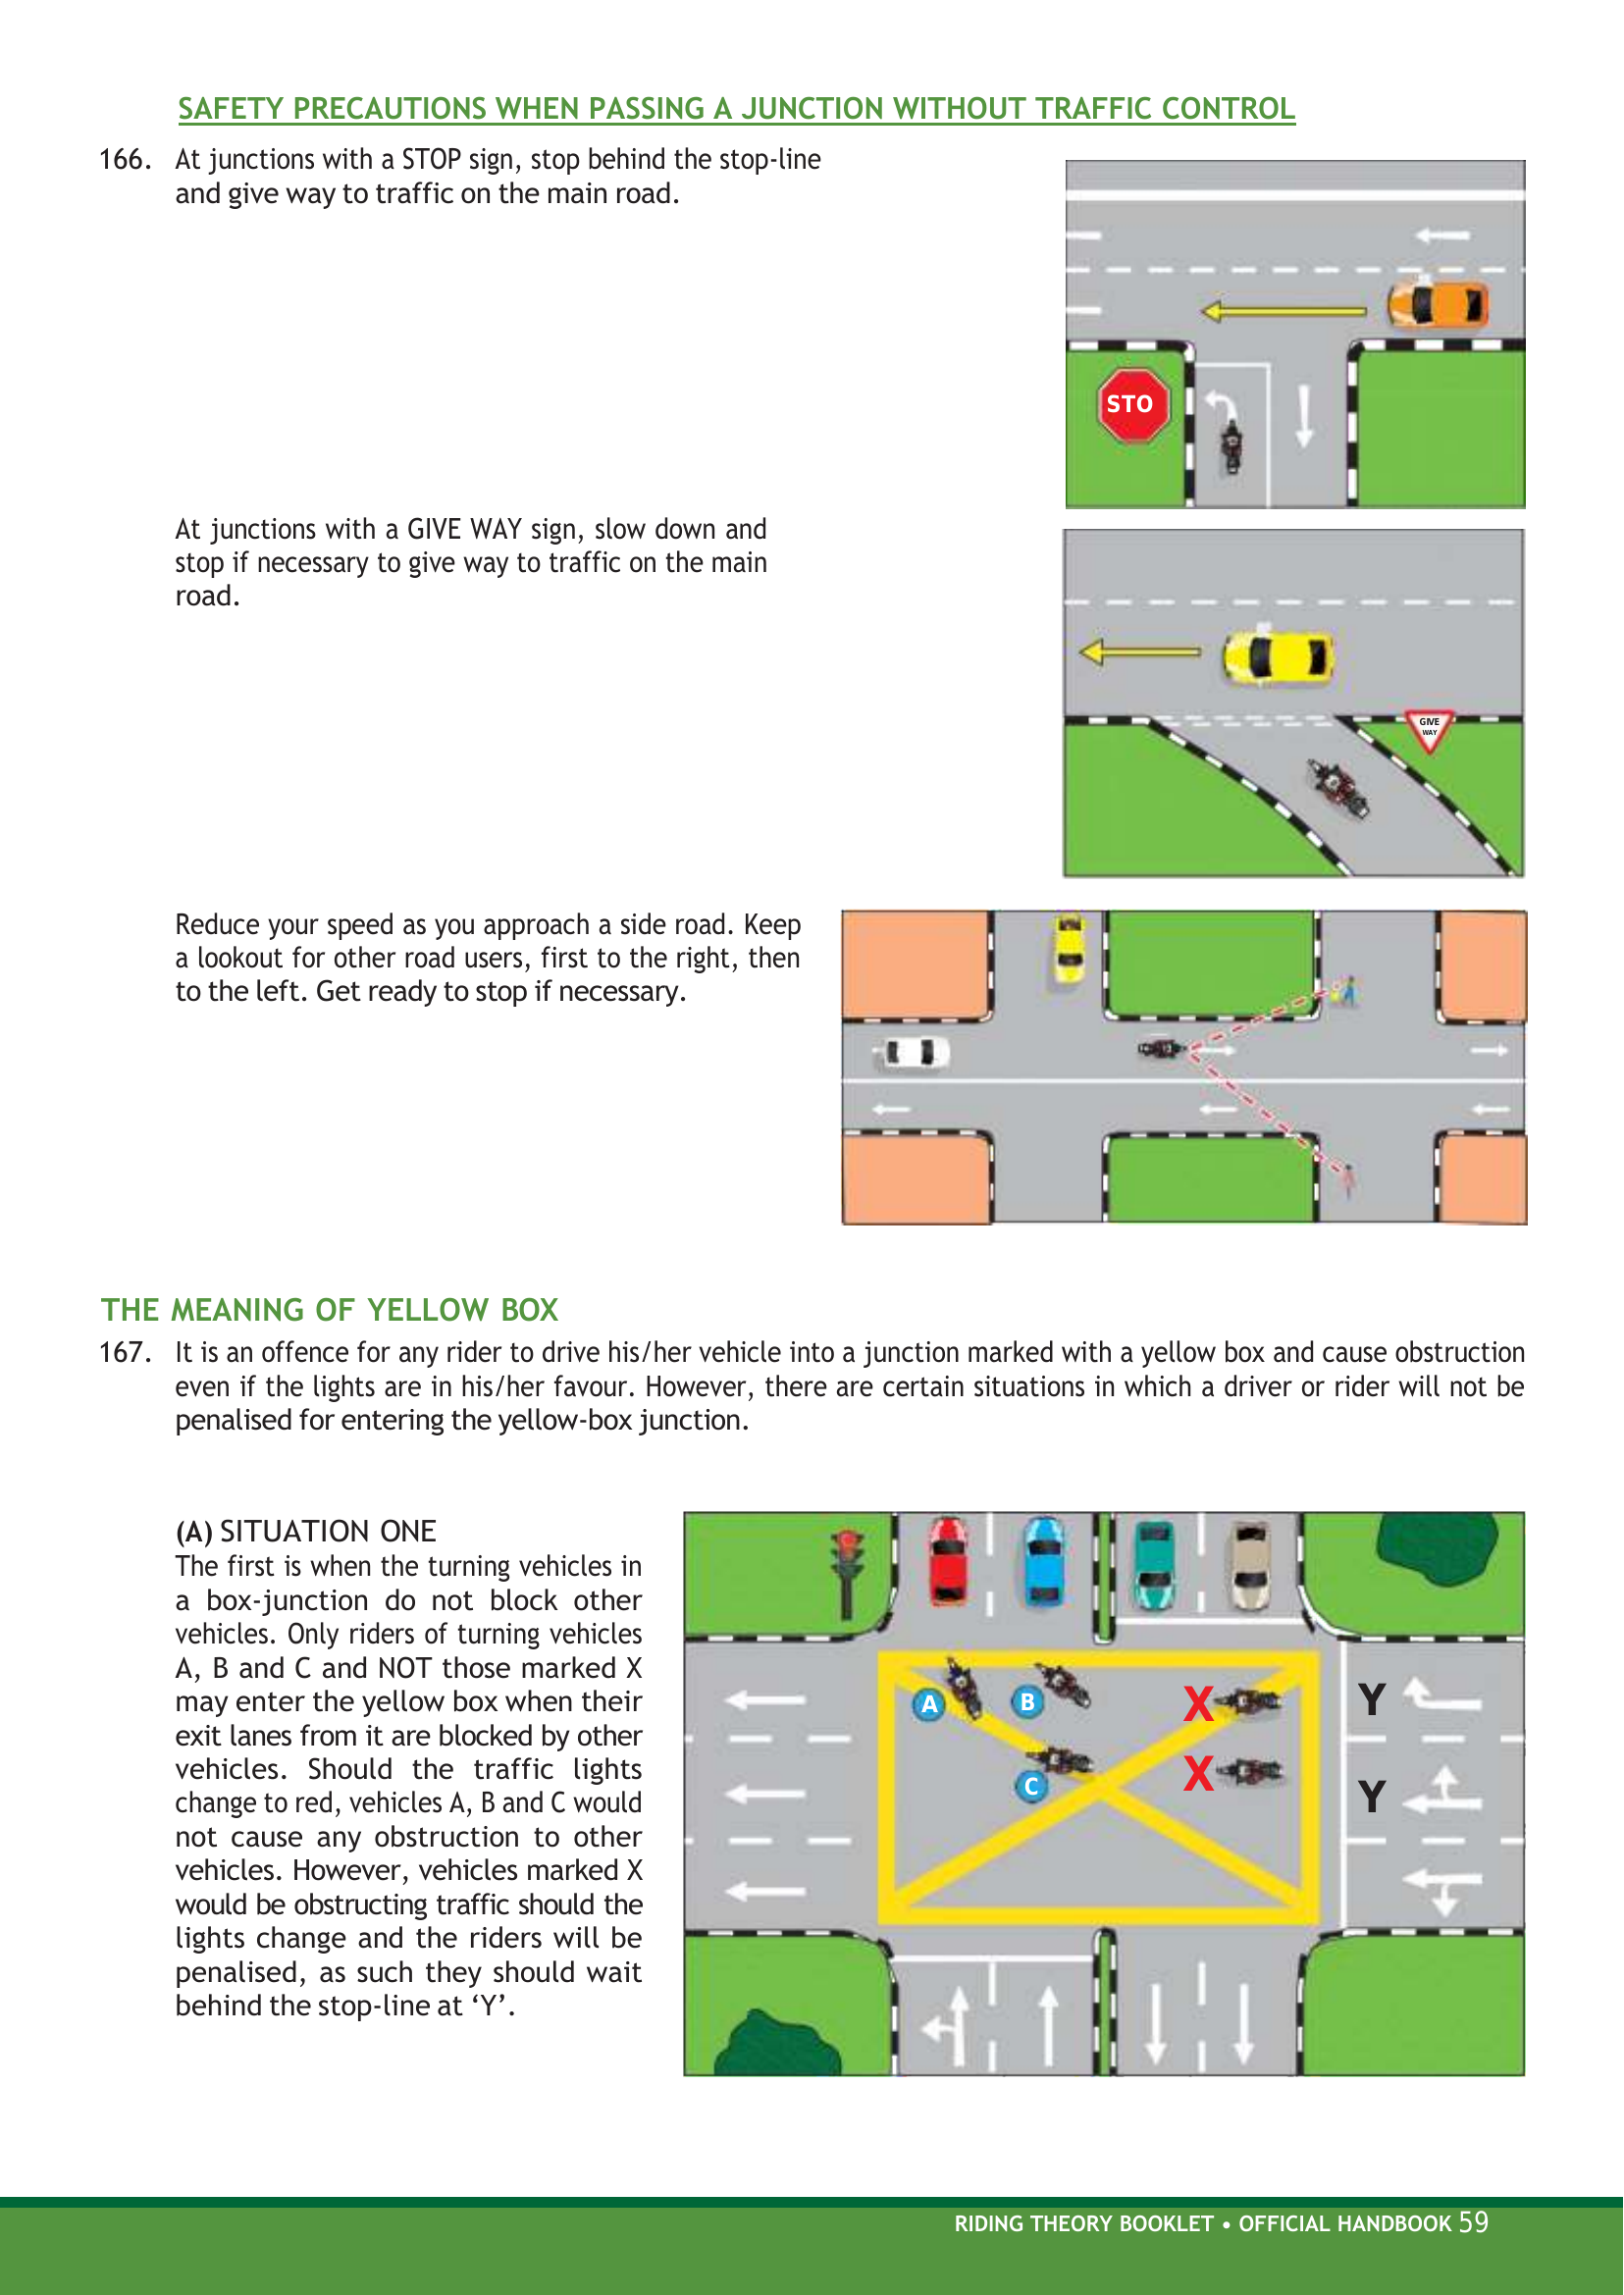 SAFETY PRECAUTIONS WHEN PASSING A JUNCTION WITHOUT TRAFFIC CONTROL
166. At junctions with a STOP sign, stop behind the stop-line
and give way to traffic on the main road.
STO
At junctions with a GIVE WAY sign, slow down and
stop if necessary to give way to traffic on the main
road.
GIVE
WAY
Reduce your speed as you approach a side road. Keep
a lookout for other road users, first to the right, then
to the left. Get ready to stop if necessary.
THE MEANING OF YELLOW BOX
167. It is an offence for any rider to drive his/her vehicle into a junction marked with a yellow box and cause obstruction
even if the lights are in his/her favour. However, there are certain situations in which a driver or rider will not be
penalised for entering the yellow-box junction.
(A) SITUATION ONE
The first is when the turning vehicles in
a box-junction do not block other
vehicles. Only riders of turning vehicles
A, B and C and NOT those marked X
may enter the yellow box when their
exit lanes from it are blocked by other
vehicles. Should the traffic lights
change to red, vehicles A, B and C would
not cause any obstruction to other
vehicles. However, vehicles marked X
would be obstructing traffic should the
lights change and the riders will be
penalised, as such they should wait
behind the stop-line at ‘Y’.
A B X Y
C X Y
RIDING THEORY BOOKLET • OFFICIAL HANDBOOK 59